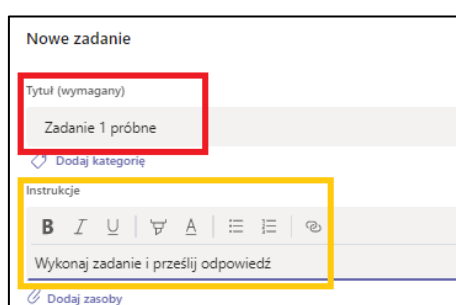 Nowe zadanie
Tytuł (wymagany)
Zadanie 1 próbne
Dodaj kategorię
Instrukcje
B I U A
Wykonaj zadanie i prześlij odpowiedź
Dodaj zasoby